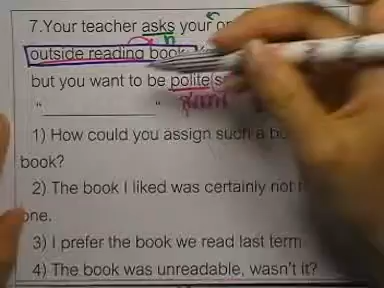 7.Your teacher asks your
outside reading book.
but you want to be polite
"____________"
1) How could you assign such a
book?
2) The book I liked was certainly not
one.
3) I prefer the book we read last term
4) The book was unreadable, wasn't it?